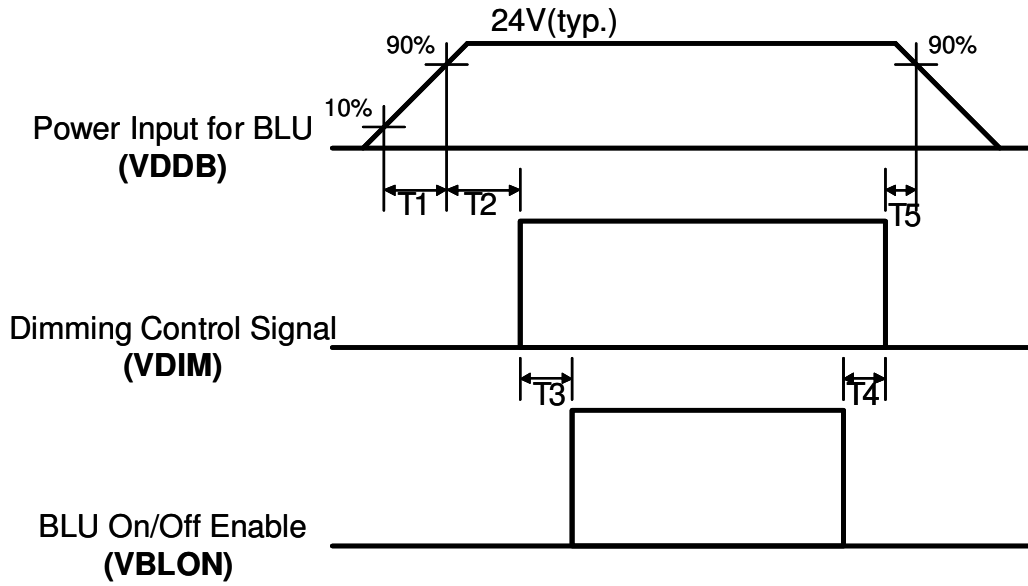 24V(typ.)
90%
90%
10%
Power Input for BLU
(VDDB)
T1
T2
T5
Dimming Control Signal
(VDIM)
T3
T4
BLU On/Off Enable
(VBLON)